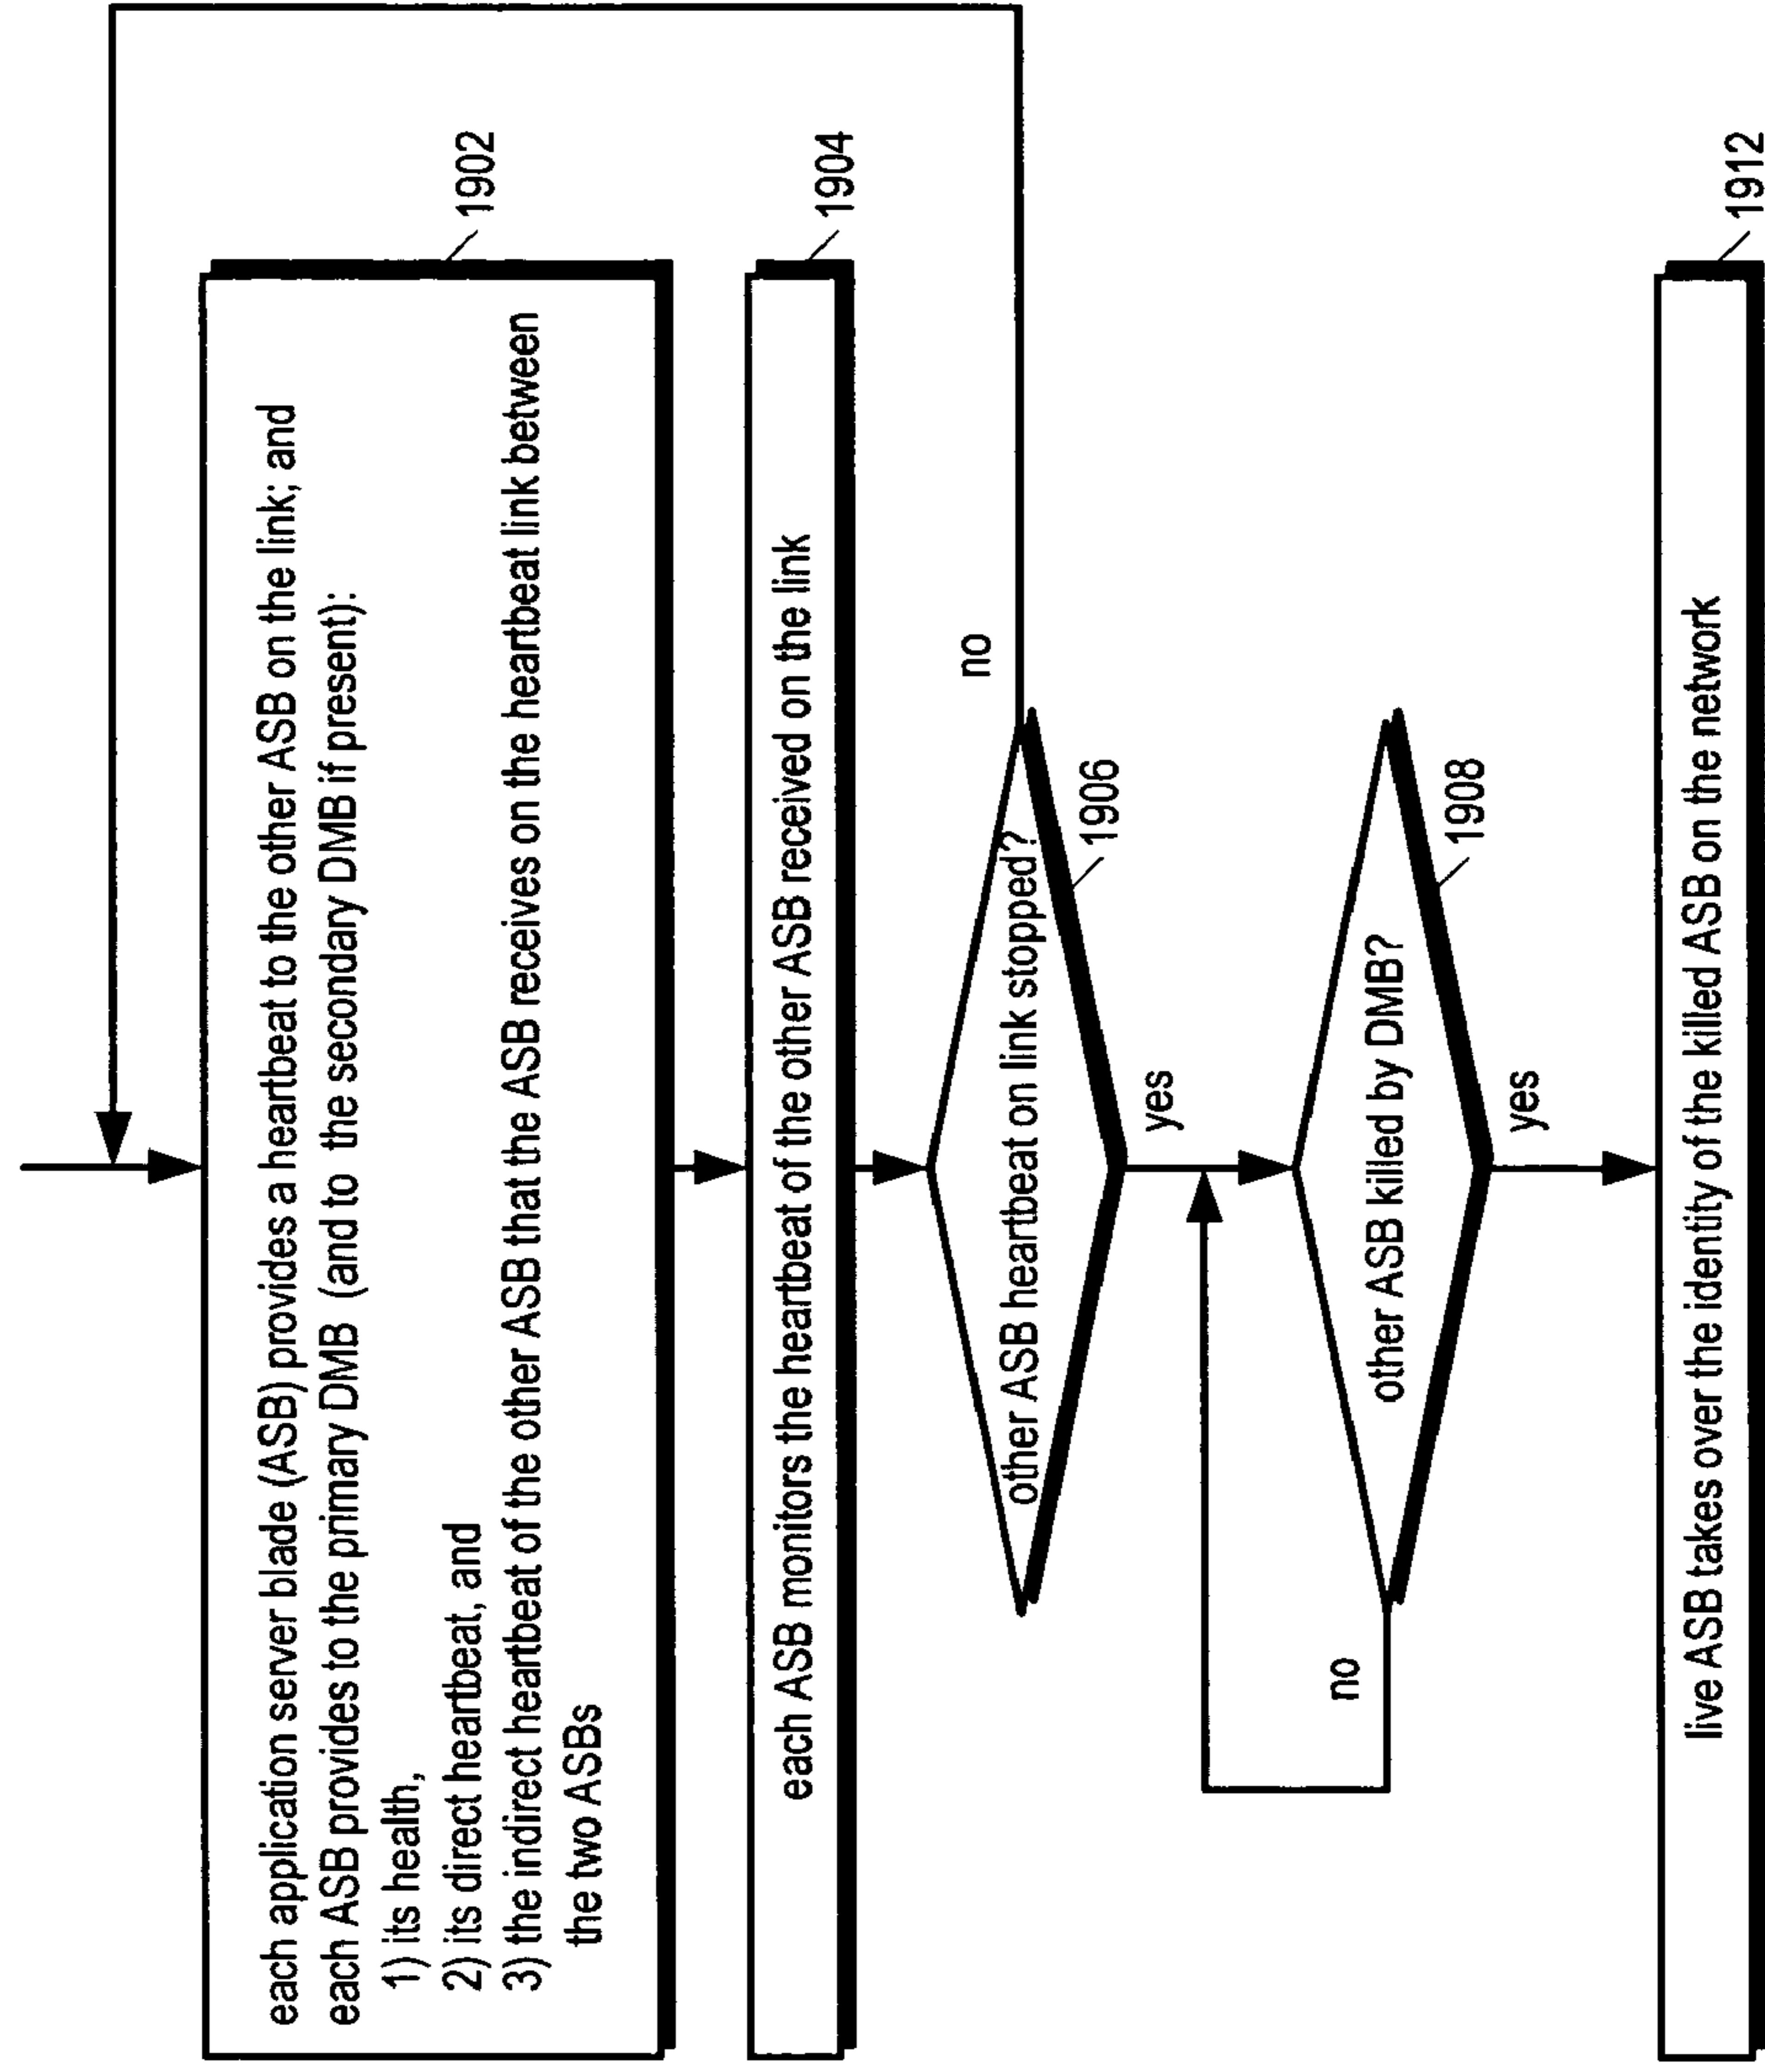 each application server blade (ASB) provides a heartbeat to the other ASB on the link; and
each ASB provides to the primary DMB (and to the secondary DMB if present):
1) its health,
2) its direct heartbeat, and
3) the indirect heartbeat of the other ASB that the ASB receives on the heartbeat link between
the two ASBs
1902
each ASB monitors the heartbeat of the other ASB received on the link
1904
other ASB heartbeat on link stopped?
no
1906
yes
other ASB killed by DMB?
no
1908
yes
live ASB takes over the identity of the killed ASB on the network
1912